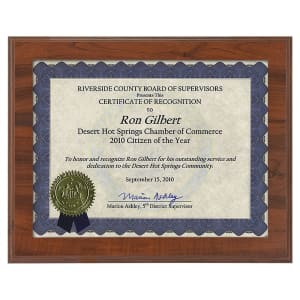 RIVERSIDE COUNTY BOARD OF SUPERVISORS
Presents This
CERTIFICATE OF RECOGNITION
to
Ron Gilbert
Desert Hot Springs Chamber of Commerce
2010 Citizen of the Year
To honor and recognize Ron Gilbert for his outstanding service and
dedication to the Desert Hot Springs Community.
September 15, 2010
Marion Ashley
Marion Ashley, 5th District Supervisor